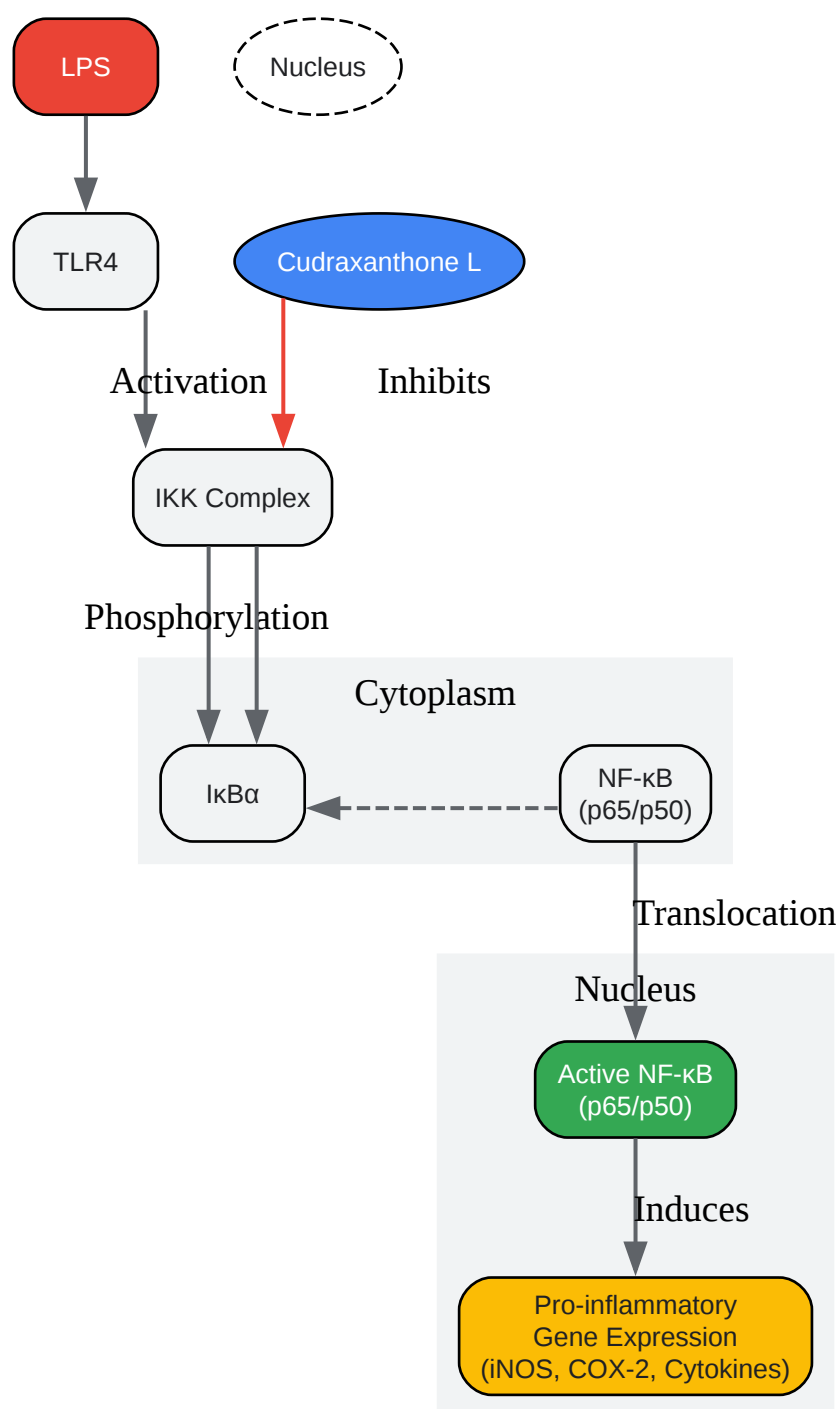 LPS
Nucleus
TLR4
Cudraxanthone L
Activation
Inhibits
IKK Complex
Phosphorylation
Cytoplasm
IκBα
NF-κB
(p65/p50)
Translocation
Nucleus
Active NF-κB
(p65/p50)
Induces
Pro-inflammatory
Gene Expression
(iNOS, COX-2, Cytokines)